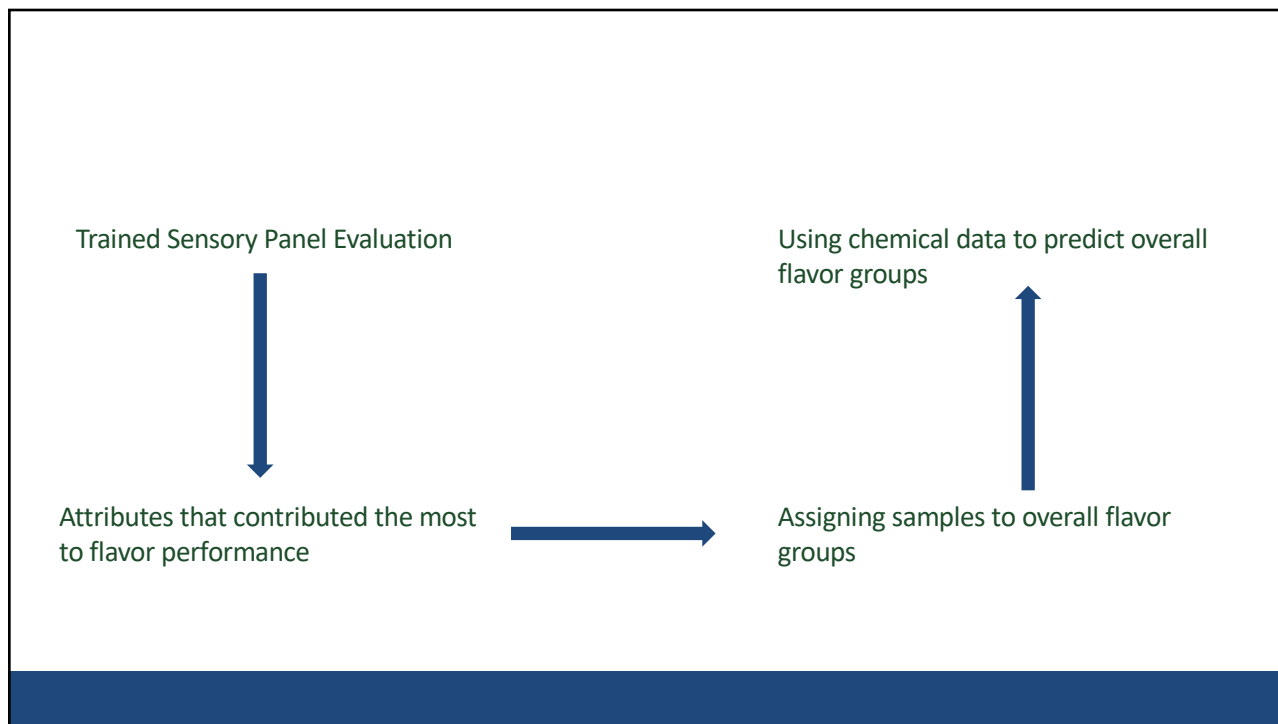 Trained Sensory Panel Evaluation
Using chemical data to predict overall
flavor groups
Attributes that contributed the most
to flavor performance
Assigning samples to overall flavor
groups